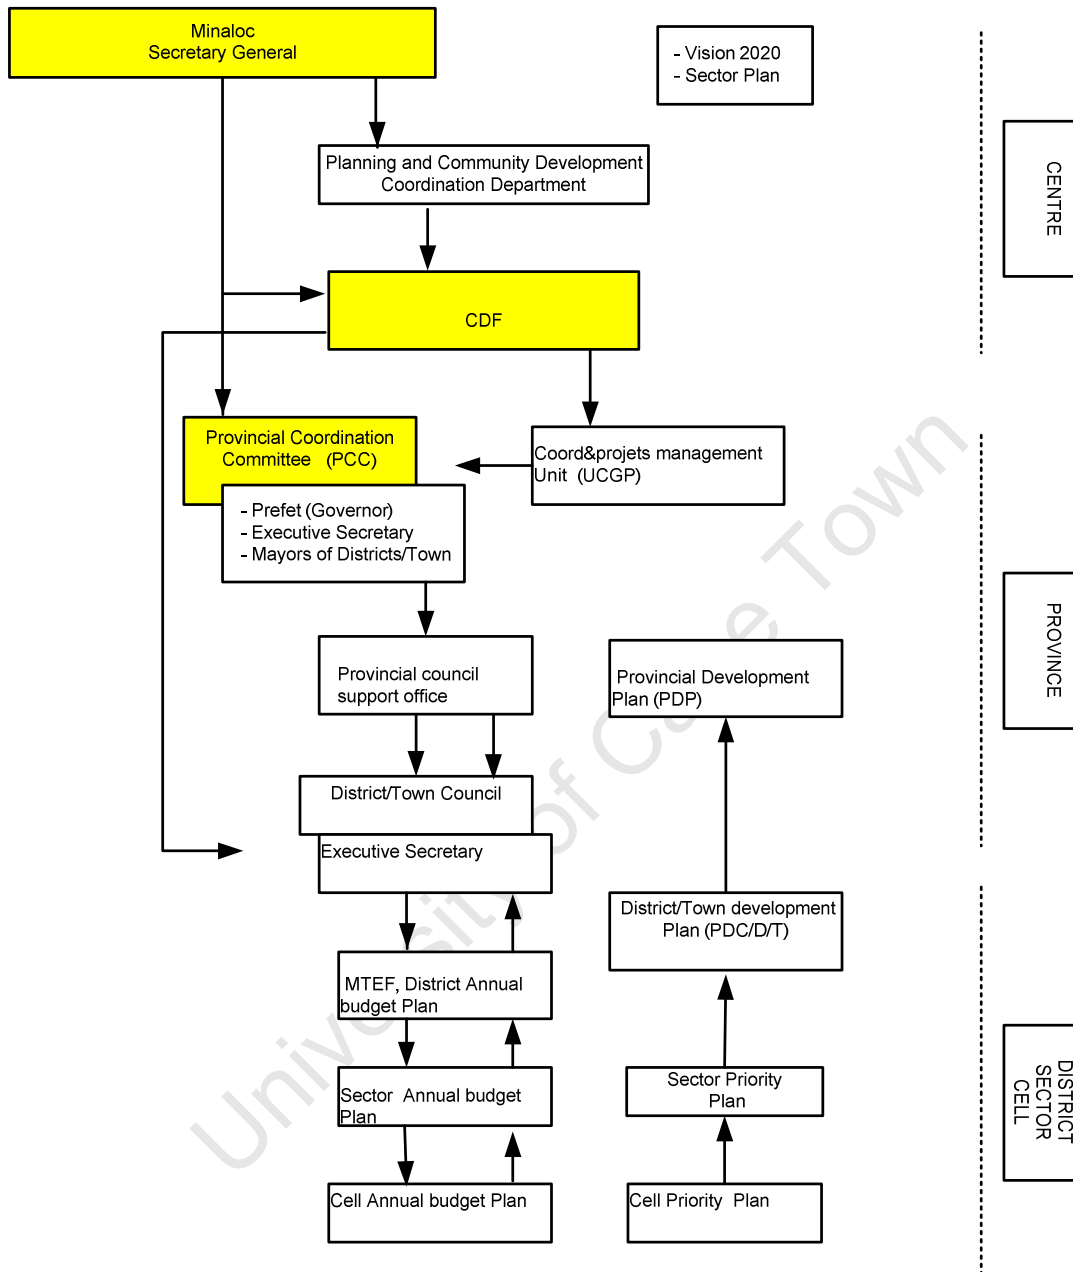 Minaloc
Secretary General
- Vision 2020
- Sector Plan
Planning and Community Development
Coordination Department
CENTRE
CDF
Provincial Coordination
Committee (PCC)
Coord&projets management
Unit (UCGP)
- Prefet (Governor)
- Executive Secretary
- Mayors of Districts/Town
PROVINCE
Provincial council
support office
Provincial Development
Plan (PDP)
District/Town Council
Executive Secretary
District/Town development
Plan (PDC/D/T)
MTEF, District Annual
budget Plan
Sector Annual budget
Plan
Sector Priority
Plan
DISTRICT
SECTOR
CELL
Cell Annual budget Plan
Cell Priority Plan
University of Cape Town